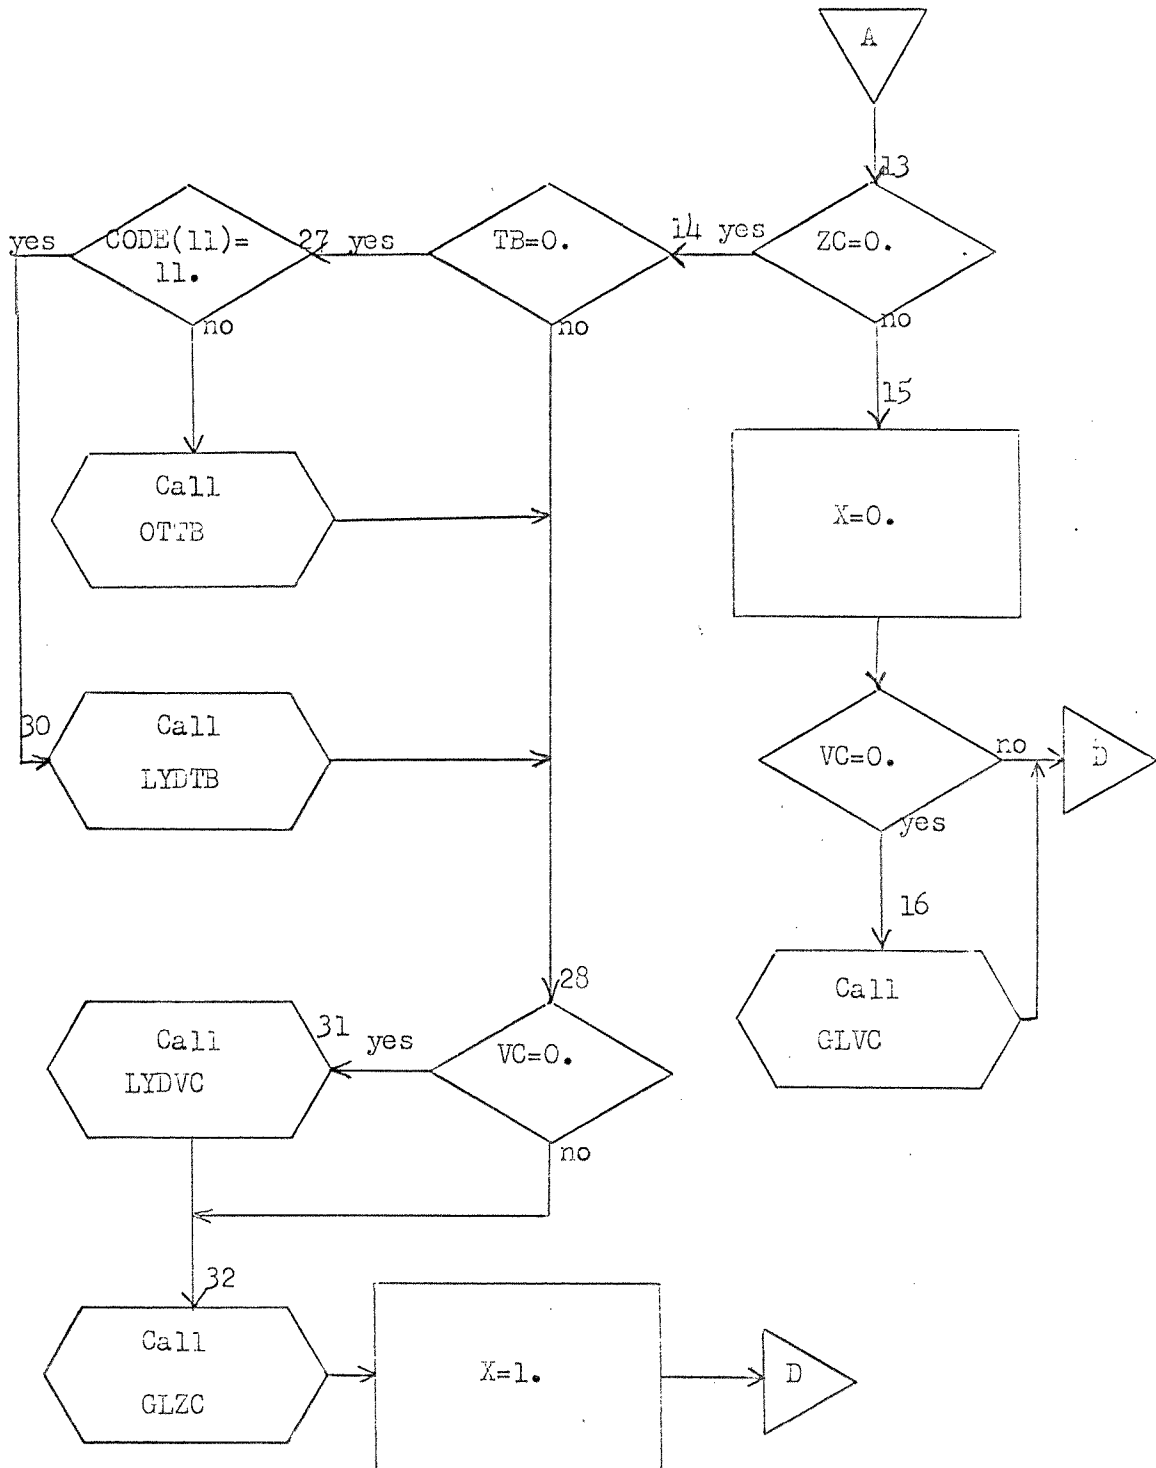 A
13
yes
CODE(11)=
11.
27 yes
TB=0.
14 yes
ZC=0.
no
no
no
15
Call
OTTB
X=0.
30
Call
LYDTB
VC=0.
no
D
yes
16
Call
GLVC
28
Call
LYDVC
31
yes
VC=0.
no
32
Call
GLZC
X=1.
D